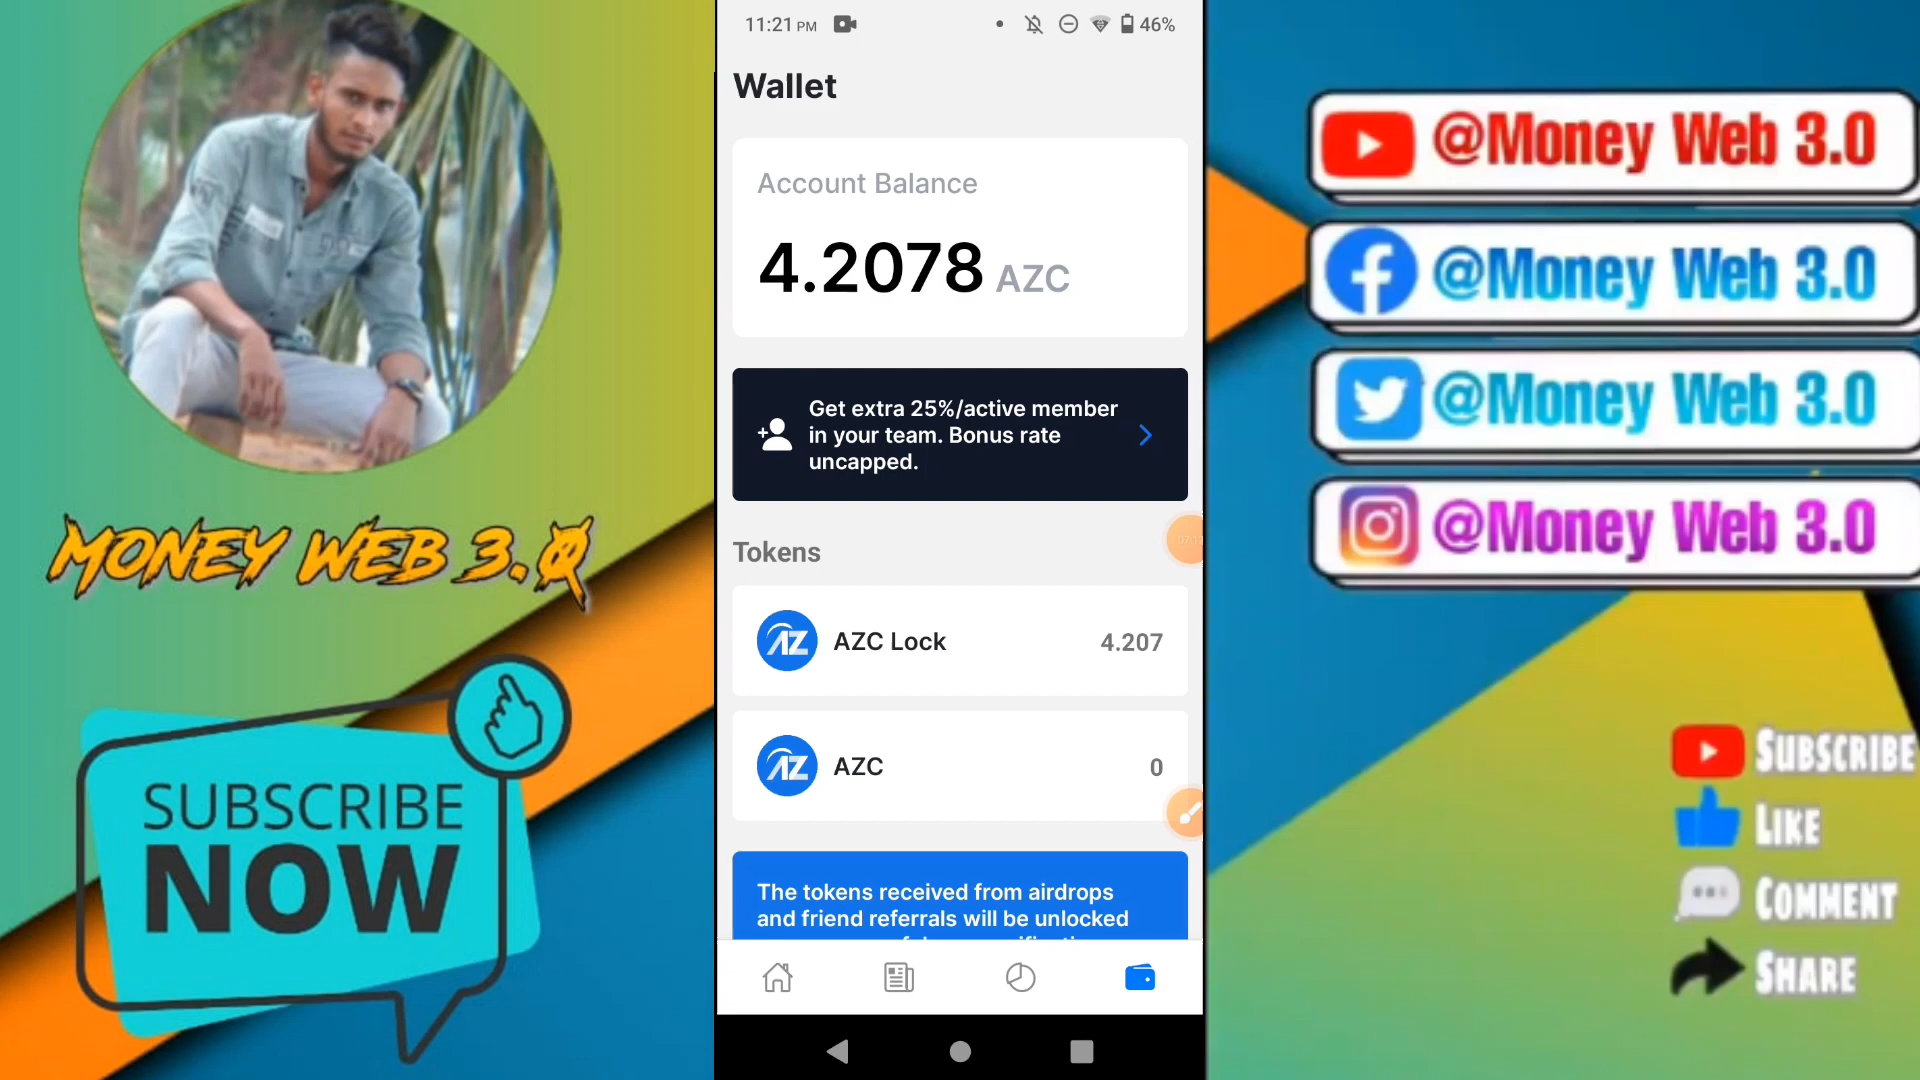 MONEY WEB 3.0
SUBSCRIBE
NOW
11:21 PM
46%
Wallet
Account Balance
4.2078 AZC
Get extra 25%/active member
in your team. Bonus rate
uncapped.
Tokens
AZC Lock
4.207
AZC
0
The tokens received from airdrops
and friend referrals will be unlocked
@Money Web 3.0
@Money Web 3.0
@Money Web 3.0
@Money Web 3.0
SUBSCRIBE
LIKE
COMMENT
SHARE